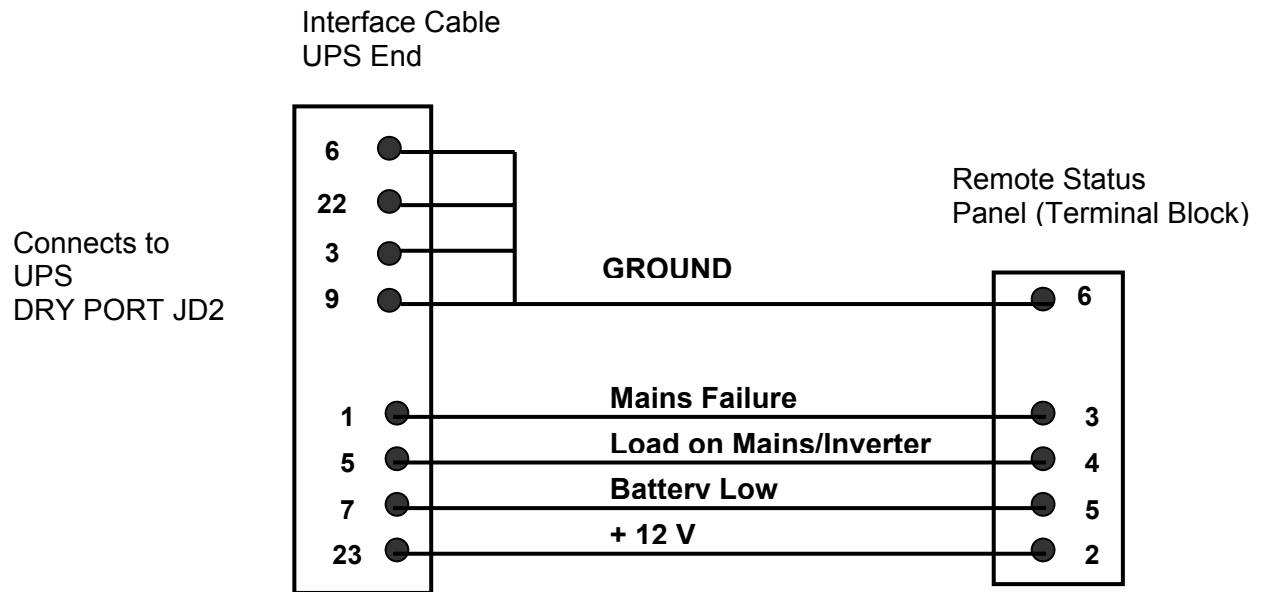 Interface Cable
UPS End
Connects to
UPS
DRY PORT JD2
6
22
3
9
1
5
7
23
GROUND
Mains Failure
Load on Mains/Inverter
Battery Low
+ 12 V
Remote Status
Panel (Terminal Block)
6
3
4
5
2